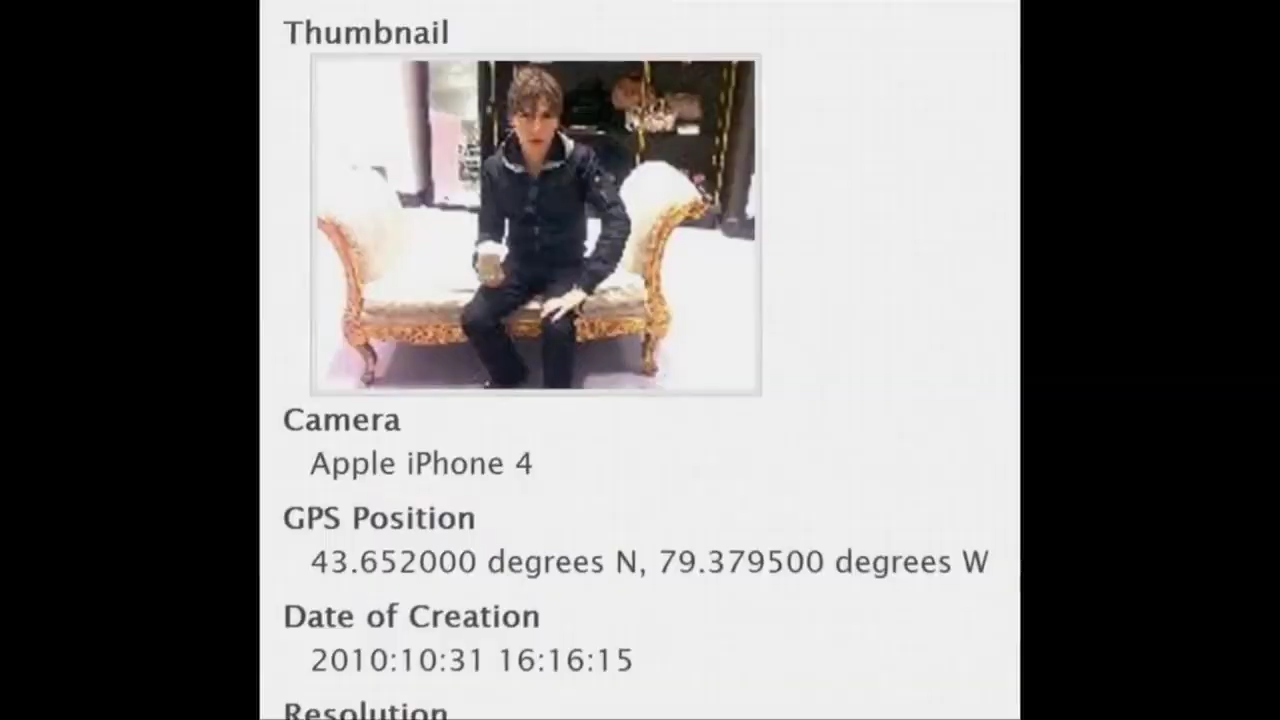 Thumbnail
Camera
Apple iPhone 4
GPS Position
43.652000 degrees N, 79.379500 degrees W
Date of Creation
2010:10:31 16:16:15
Resolution